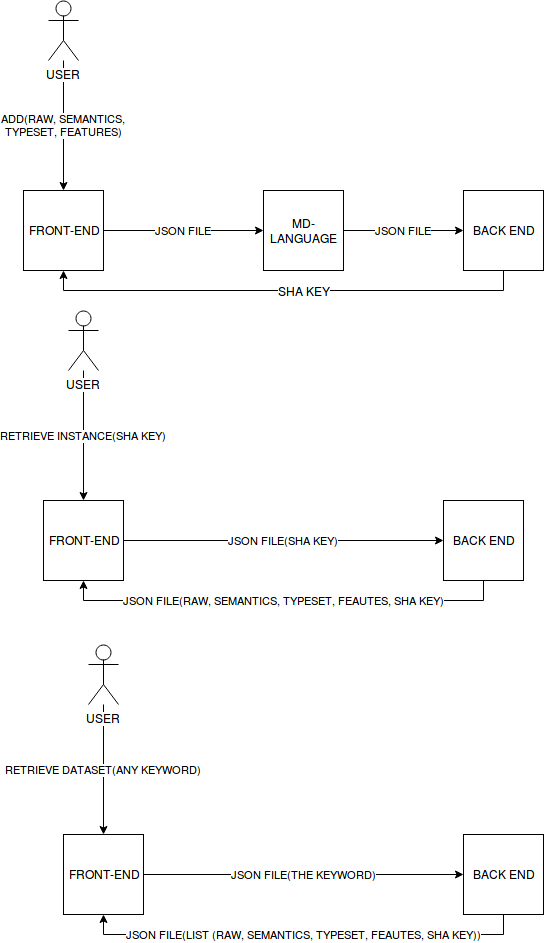 USER
ADD(RAW, SEMANTICS,
TYPESET, FEATURES)
FRONT-END
JSON FILE
MD-
LANGUAGE
JSON FILE
BACK END
SHA KEY
USER
RETRIEVE INSTANCE(SHA KEY)
FRONT-END
JSON FILE(SHA KEY)
BACK END
JSON FILE(RAW, SEMANTICS, TYPESET, FEAUTES, SHA KEY)
USER
RETRIEVE DATASET(ANY KEYWORD)
FRONT-END
JSON FILE(THE KEYWORD)
BACK END
JSON FILE(LIST (RAW, SEMANTICS, TYPESET, FEAUTES, SHA KEY))